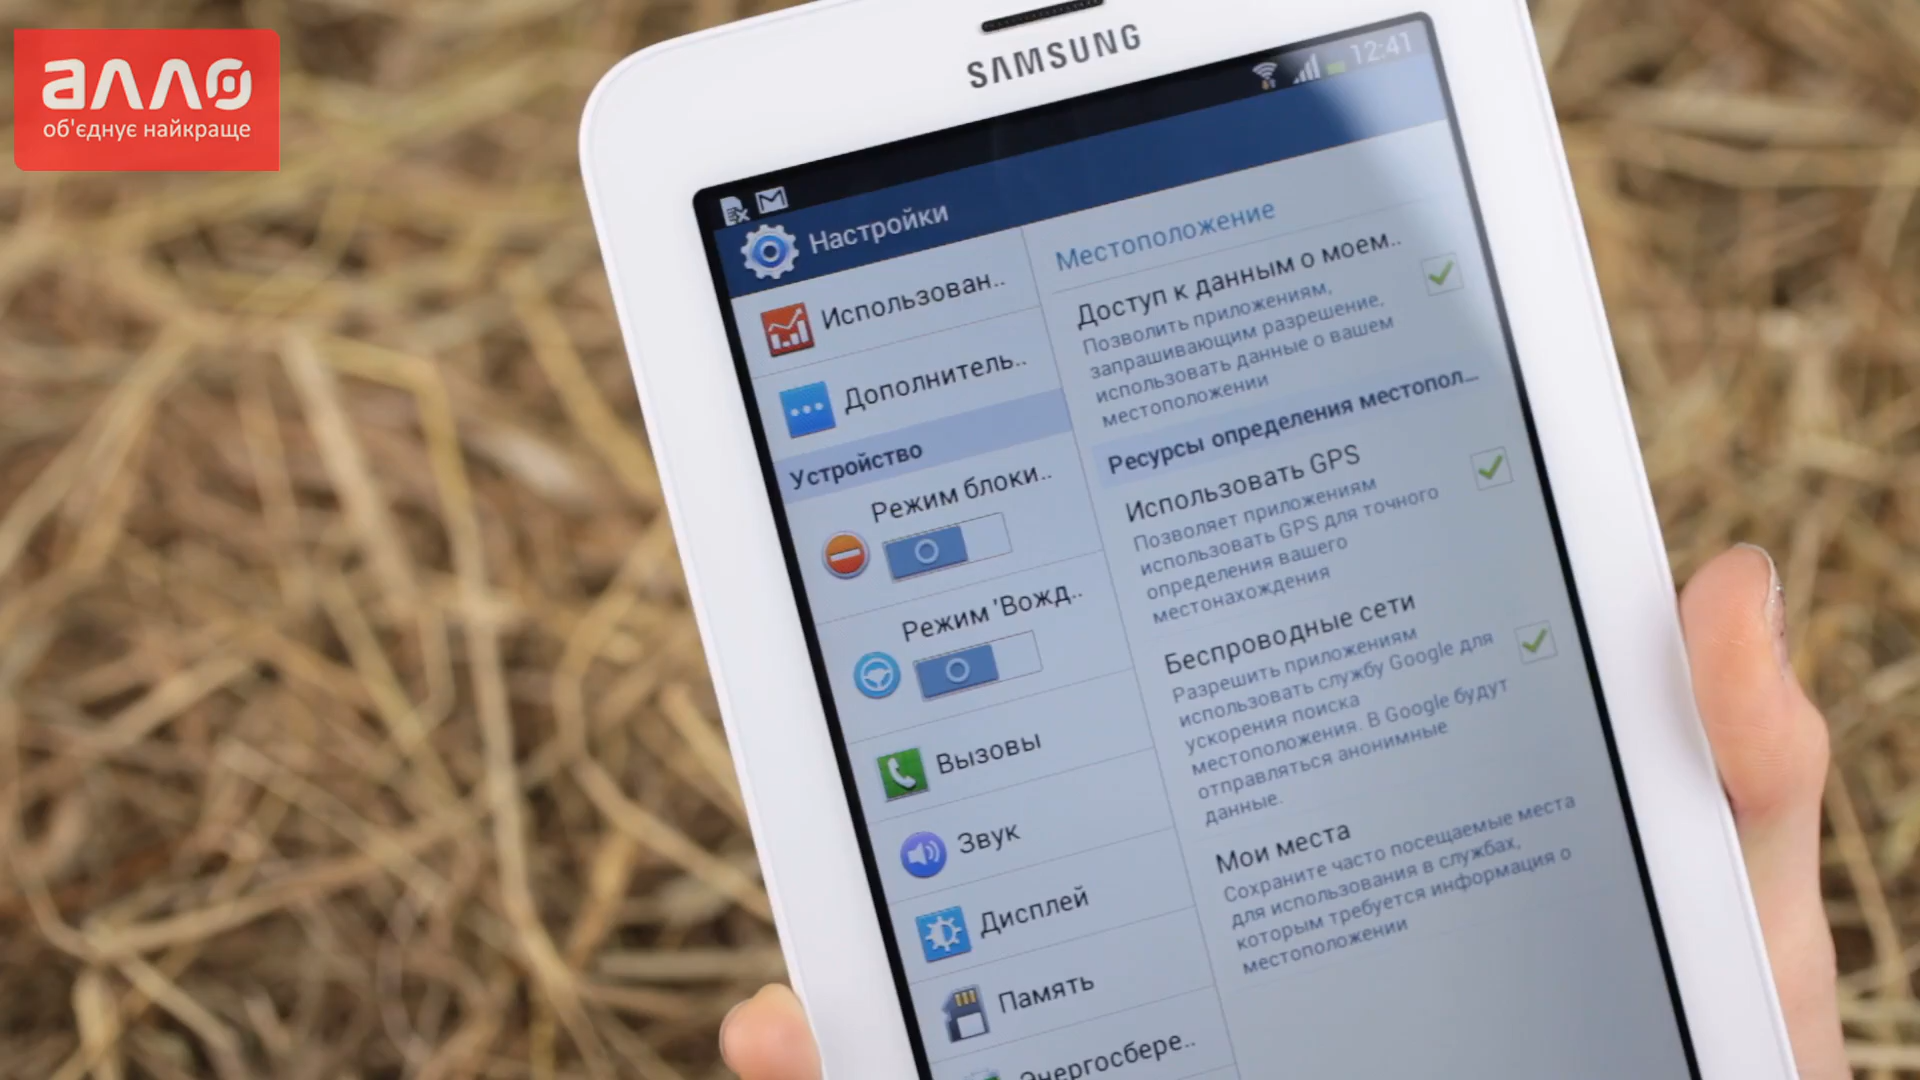 алло
об'єднує найкраще
SAMSUNG
12:41
Настройки
Использован..
Дополнитель..
Устройство
Режим блоки..
Режим 'Вожд..
Вызовы
Звук
Дисплей
Память
Энергосбере..
Местоположение
Доступ к данным о моем..
Позволить приложениям,
запрашивающим разрешение,
использовать данные о вашем
местоположении
Ресурсы определения местопол...
Использовать GPS
Позволяет приложениям
использовать GPS для точного
определения вашего
местонахождения
Беспроводные сети
Разрешить приложениям
использовать службу Google для
ускорения поиска
местоположения. В Google будут
отправляться анонимные
данные.
Мои места
Сохраните часто посещаемые места
для использования в службах,
которым требуется информация о
местоположении